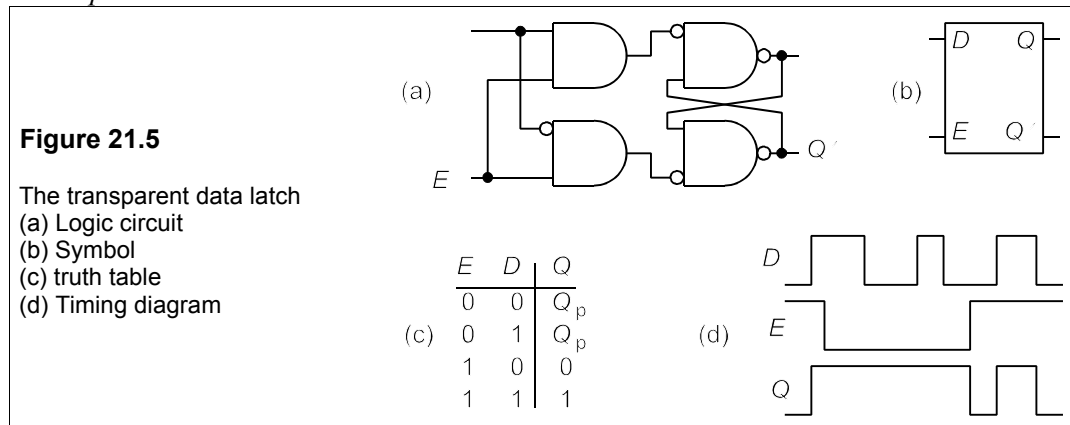 Figure 21.5
The transparent data latch
(a) Logic circuit
(b) Symbol
(c) truth table
(d) Timing diagram
(a)
E
Q′
(b)
D Q
E Q′
(c)
E D Q
0 0 Qp
0 1 Qp
1 0 0
1 1 1
(d)
D
E
Q